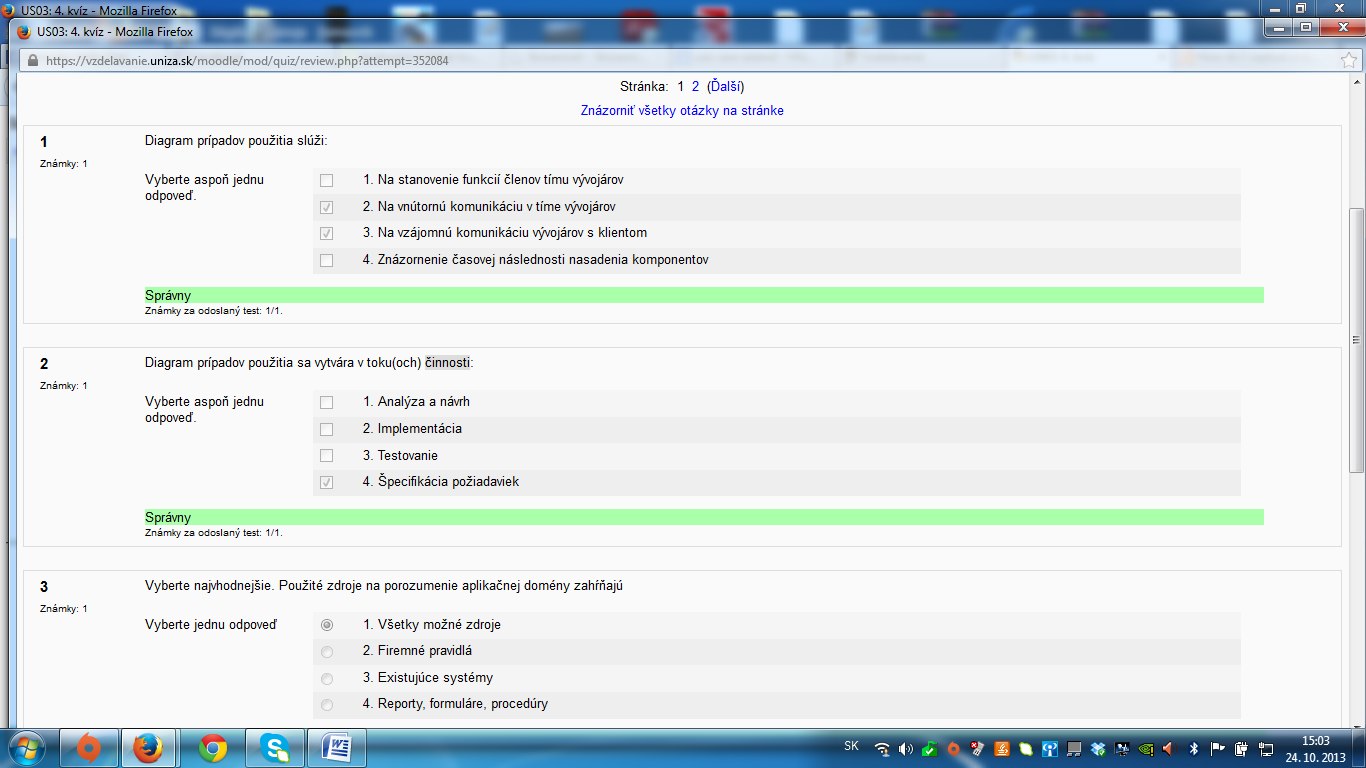 US03: 4. kvíz - Mozilla Firefox
US03: 4. kvíz - Mozilla Firefox
https://vzdelavanie.uniza.sk/moodle/mod/quiz/review.php?attempt=352084
Stránka: 1 2 (Ďalší)
Znázorniť všetky otázky na stránke
1
Známky: 1
Diagram prípadov použitia slúži:
Vyberte aspoň jednu
odpoveď.
1. Na stanovenie funkcií členov tímu vývojárov
2. Na vnútornú komunikáciu v tíme vývojárov
3. Na vzájomnú komunikáciu vývojárov s klientom
4. Znázornenie časovej následnosti nasadenia komponentov
Správny
Známky za odoslaný test: 1/1.
2
Známky: 1
Diagram prípadov použitia sa vytvára v toku(och) činnosti:
Vyberte aspoň jednu
odpoveď.
1. Analýza a návrh
2. Implementácia
3. Testovanie
4. Špecifikácia požiadaviek
Správny
Známky za odoslaný test: 1/1.
3
Známky: 1
Vyberte najvhodnejšie. Použité zdroje na porozumenie aplikačnej domény zahŕňajú
Vyberte jednu odpoveď
1. Všetky možné zdroje
2. Firemné pravidlá
3. Existujúce systémy
4. Reporty, formuláre, procedúry
SK
15:03
24. 10. 2013